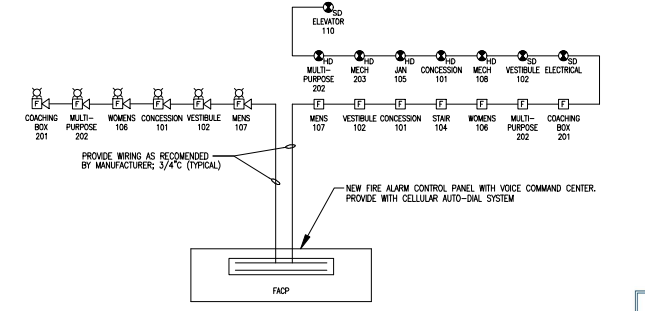 SD
ELEVATOR
110
HD HD HD HD HD SD SD
MULTI-
PURPOSE
202
MECH
203
JAN
105
CONCESSION
101
MECH
108
VESTIBULE
102
ELECTRICAL
F F F F F F
COACHING
BOX
201
MULTI-
PURPOSE
202
WOMENS
106
CONCESSION
101
VESTIBULE
102
MENS
107
F F F F F F F
MENS
107
VESTIBULE
102
CONCESSION
101
STAIR
104
WOMENS
106
MULTI-
PURPOSE
202
COACHING
BOX
201
PROVIDE WIRING AS RECOMENDED
BY MANUFACTURER; 3/4"C (TYPICAL)
NEW FIRE ALARM CONTROL PANEL WITH VOICE COMMAND CENTER.
PROVIDE WITH CELLULAR AUTO-DIAL SYSTEM
FACP